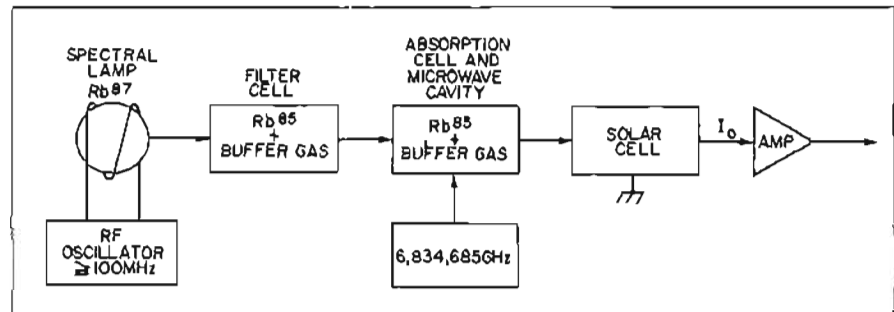 SPECTRAL
LAMP
Rb87
RF
OSCILLATOR
≧100MHz
FILTER
CELL
Rb85
+
BUFFER GAS
ABSORPTION
CELL AND
MICROWAVE
CAVITY
Rb85
+
BUFFER GAS
6,834,685GHz
SOLAR
CELL
Io
AMP